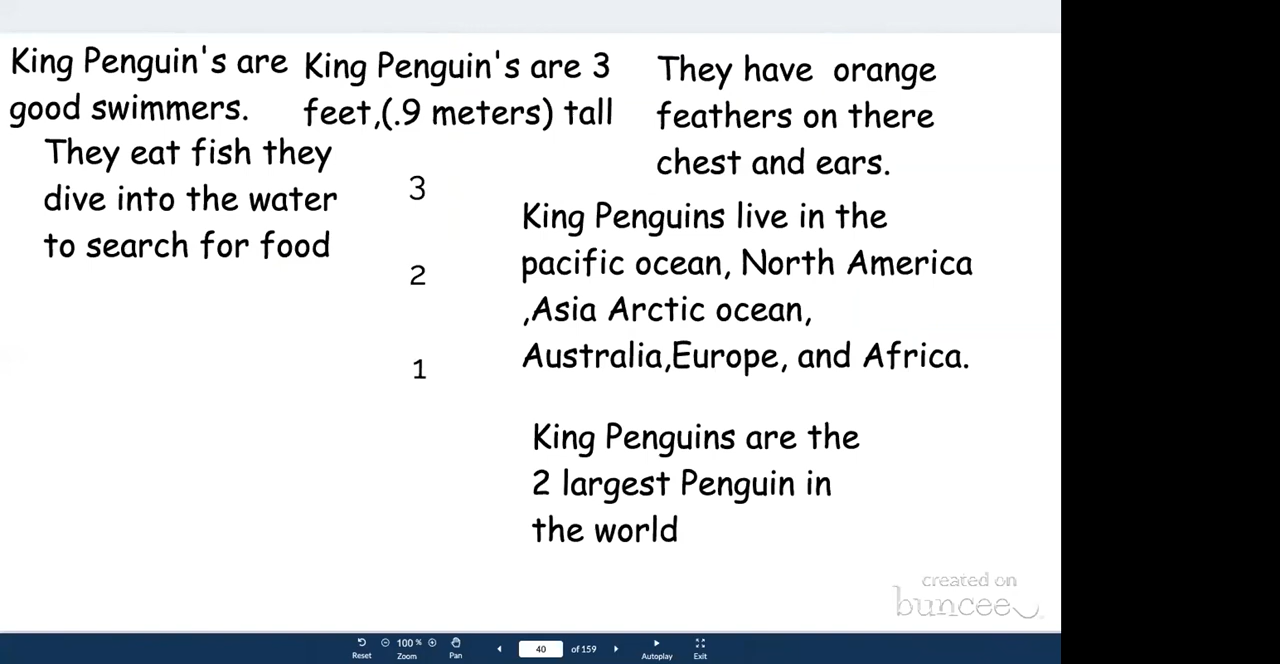 King Penguin's are
good swimmers.
They eat fish they
dive into the water
to search for food
King Penguin's are 3
feet,(.9 meters) tall
3
2
1
They have  orange
feathers on there
chest and ears.
King Penguins live in the
pacific ocean, North America
,Asia Arctic ocean,
Australia,Europe, and Africa.
King Penguins are the
2 largest Penguin in
the world
created on
buncee
Reset
100 %
Zoom
Pan
40
of 159
Autoplay
Exit